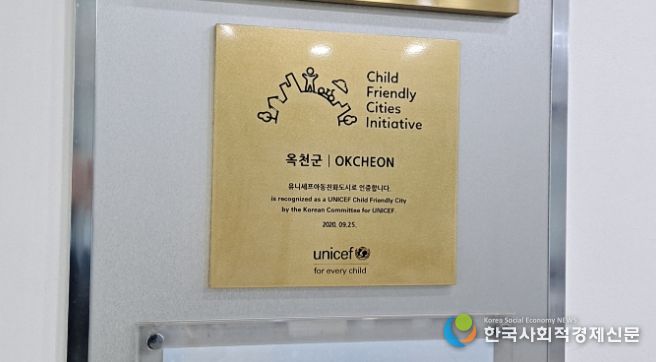 Child
Friendly
Cities
Initiative
옥천군 | OKCHEON
유니세프아동친화도시로 인증합니다.
is recognized as a UNICEF Child Friendly City
by the Korean Committee for UNICEF.
2020. 09. 25.
unicef
for every child
Korea Social Economy NEWS
한국사회적경제신문